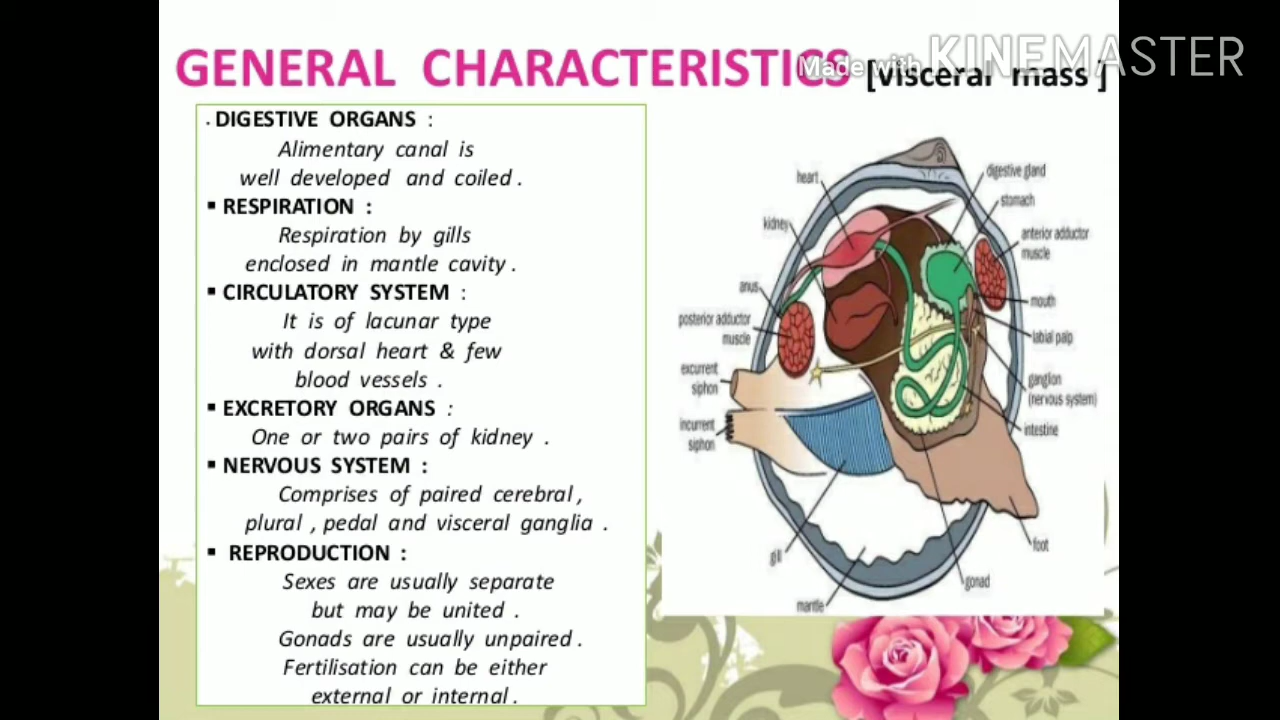 GENERAL CHARACTERISTICS [visceral mass ]
Made with KINEMASTER
. DIGESTIVE ORGANS :
Alimentary canal is
well developed and coiled .
▪ RESPIRATION :
Respiration by gills
enclosed in mantle cavity .
▪ CIRCULATORY SYSTEM :
It is of lacunar type
with dorsal heart & few
blood vessels .
▪ EXCRETORY ORGANS :
One or two pairs of kidney .
▪ NERVOUS SYSTEM :
Comprises of paired cerebral ,
plural , pedal and visceral ganglia .
▪ REPRODUCTION :
Sexes are usually separate
but may be united .
Gonads are usually unpaired .
Fertilisation can be either
external or internal .
heart
kidney
anus
posterior adductor
muscle
excurrent
siphon
incurrent
siphon
gill
mantle
digestive gland
stomach
anterior adductor
muscle
mouth
labial palp
ganglion
(nervous system)
intestine
foot
gonad